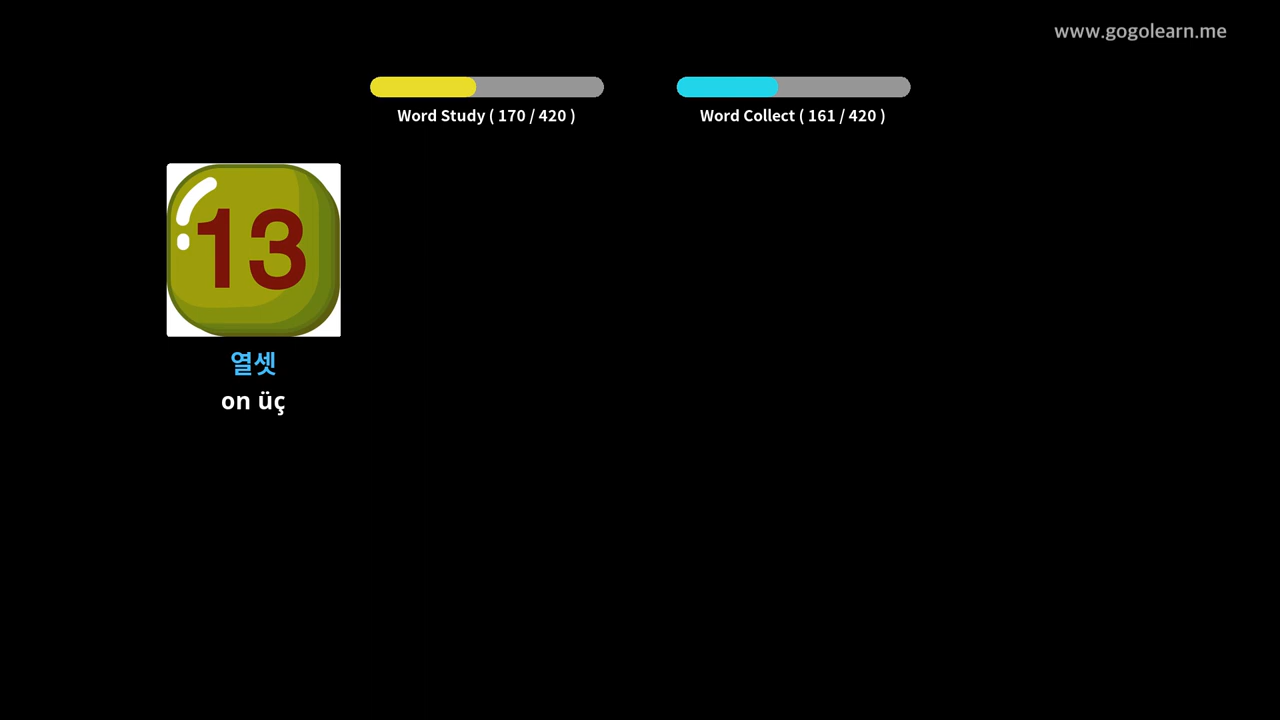 www.gogolearn.me
Word Study ( 170 / 420 )
Word Collect ( 161 / 420 )
13
열셋
on üç